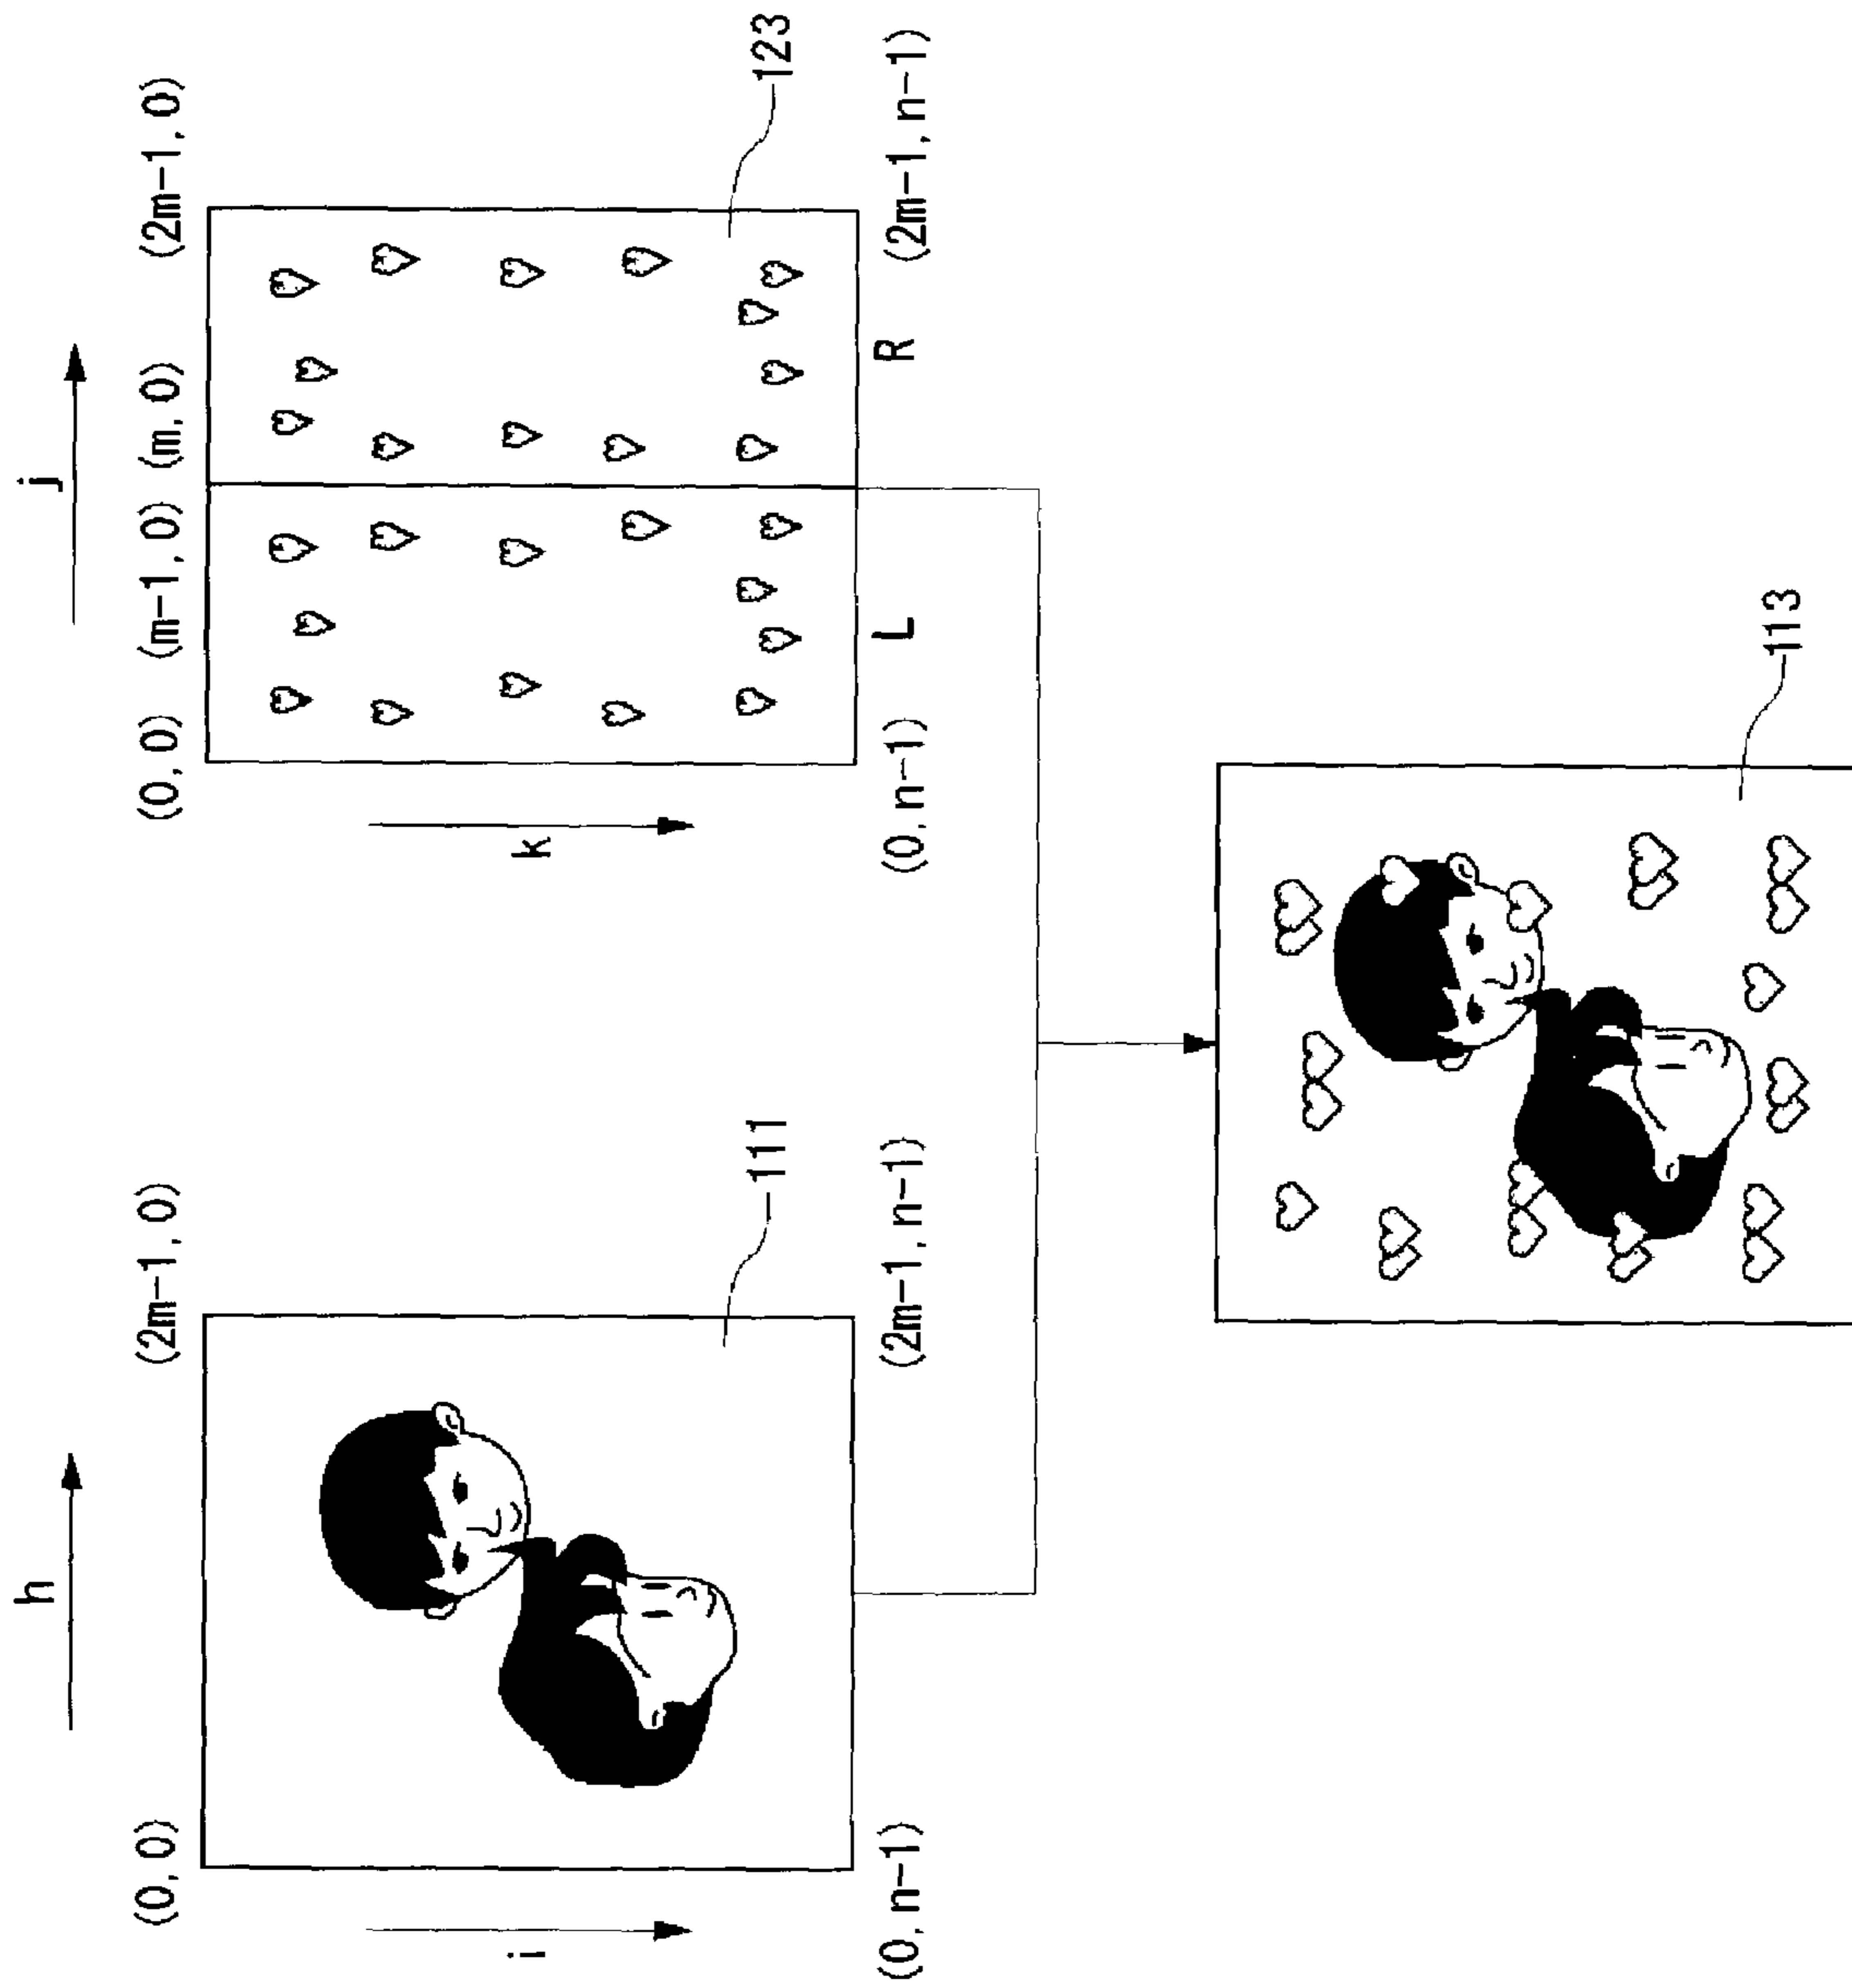 h
(0,0)
(2m-1,0)
i
111
(0,n-1)
(2m-1,n-1)
j
(0,0)
(m-1,0)
(m,0)
(2m-1,0)
k
123
(0,n-1)
L
R
(2m-1,n-1)
113